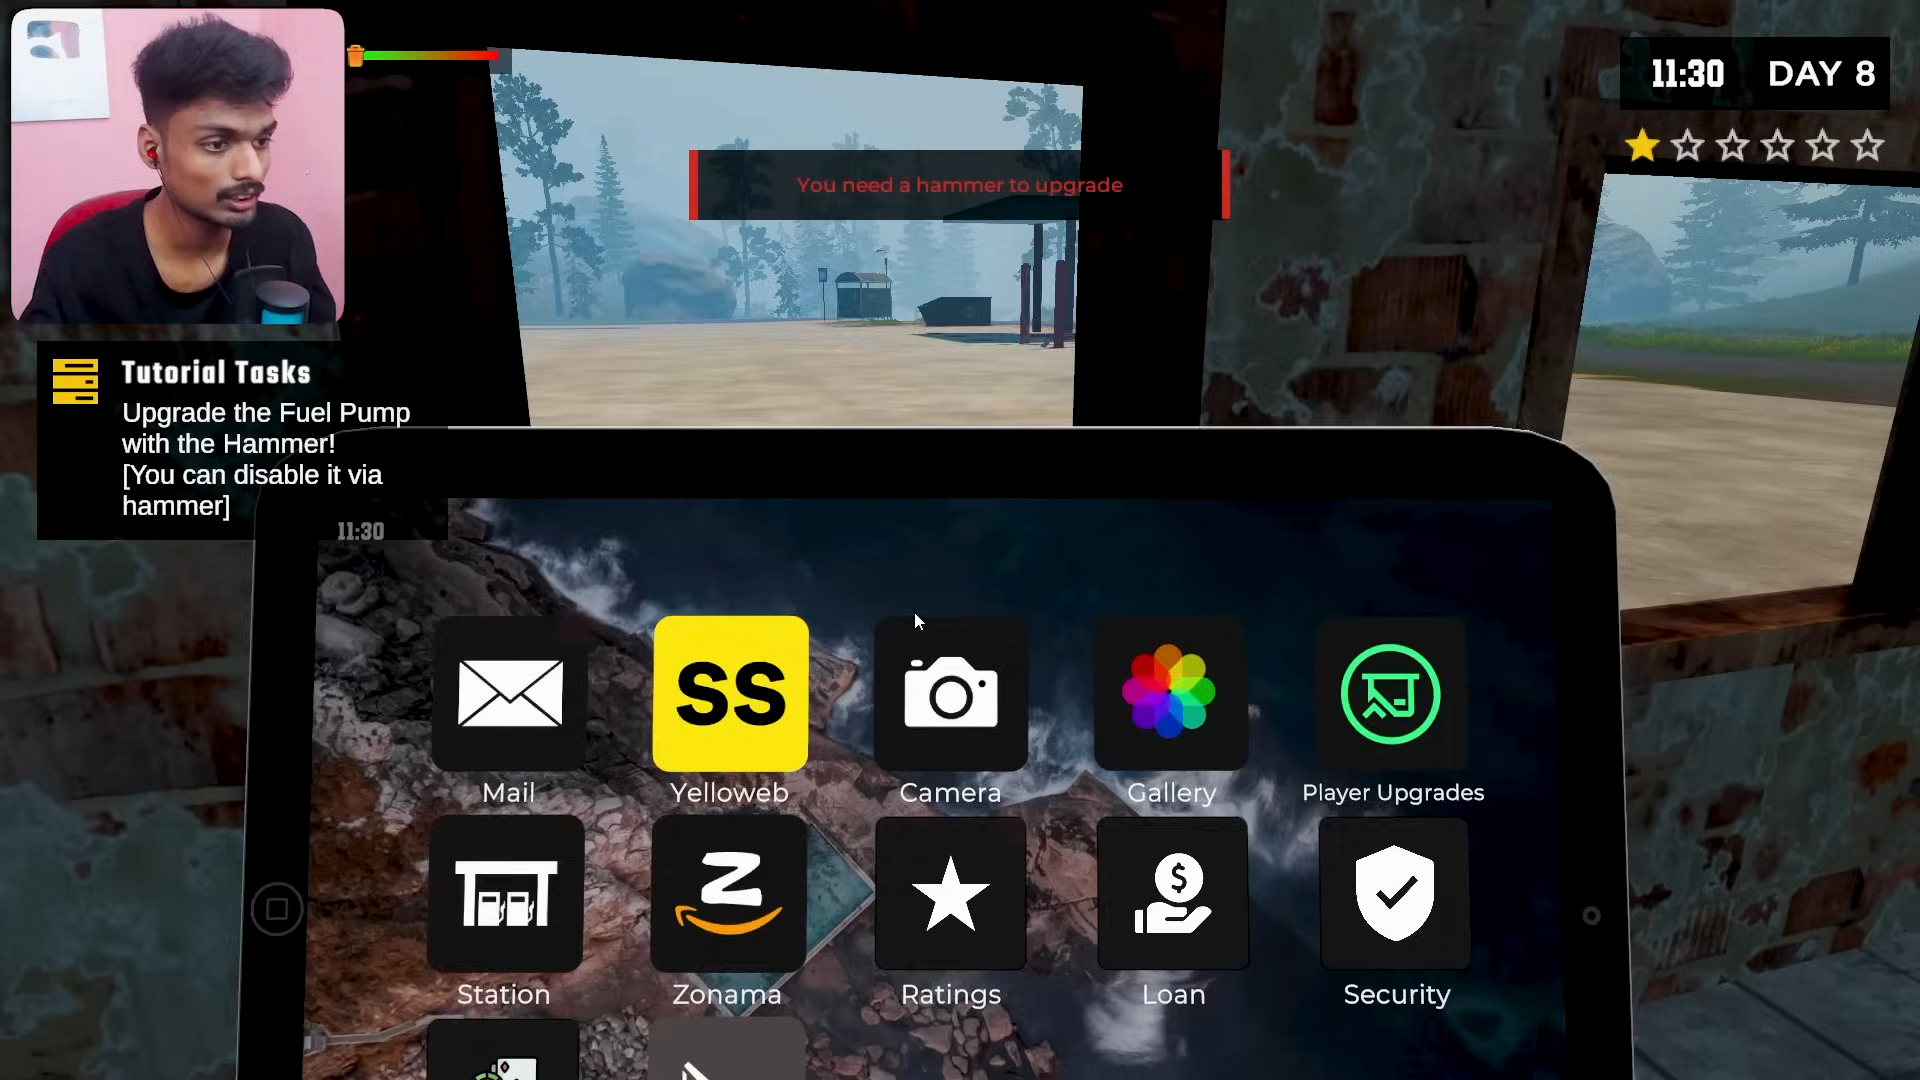 11:30 DAY 8
You need a hammer to upgrade
Tutorial Tasks
Upgrade the Fuel Pump
with the Hammer!
[You can disable it via
hammer]
11:30
SS
Mail Yelloweb Camera Gallery Player Upgrades
Station Zonama Ratings Loan Security